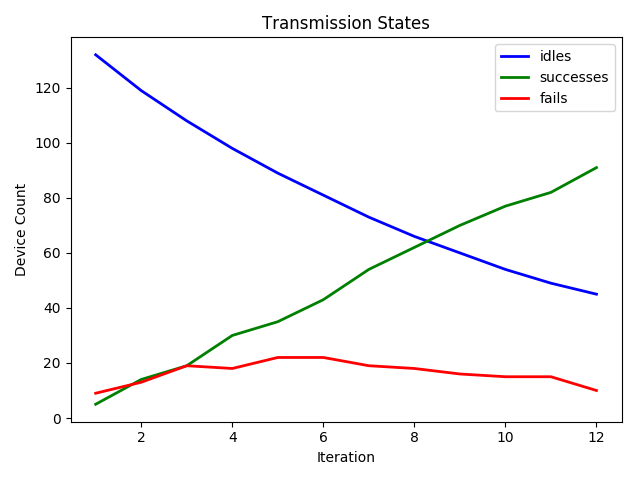 Transmission States
idles
successes
fails
Device Count
120
100
80
60
40
20
0
2 4 6 8 10 12
Iteration